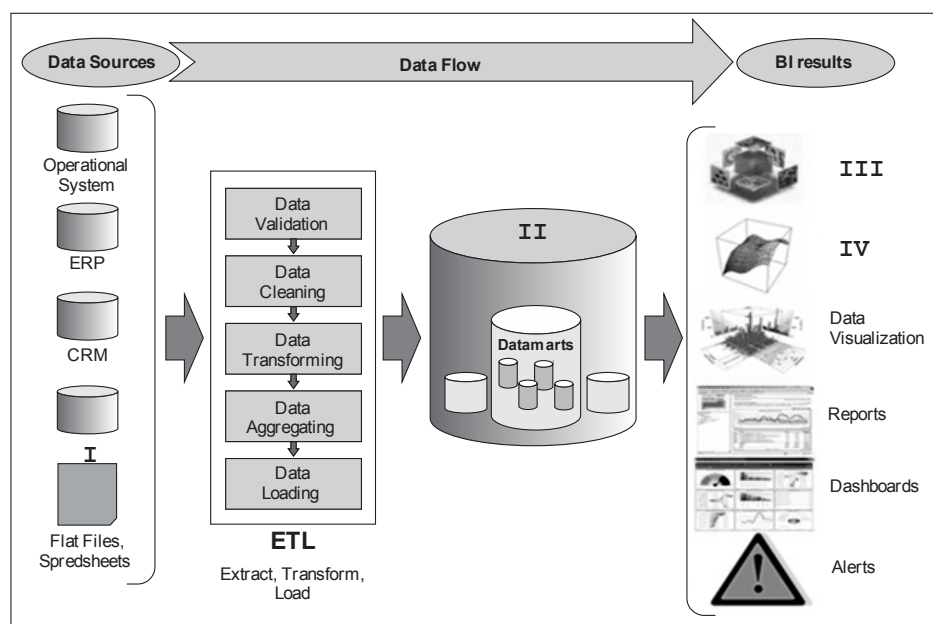 Data Sources
Data Flow
BI results
Operational
System
ERP
CRM
I
Flat Files,
Spredsheets
Data
Validation
Data
Cleaning
Data
Transforming
Data
Aggregating
Data
Loading
ETL
Extract, Transform,
Load
II
Datamarts
III
IV
Data
Visualization
Reports
Dashboards
Alerts